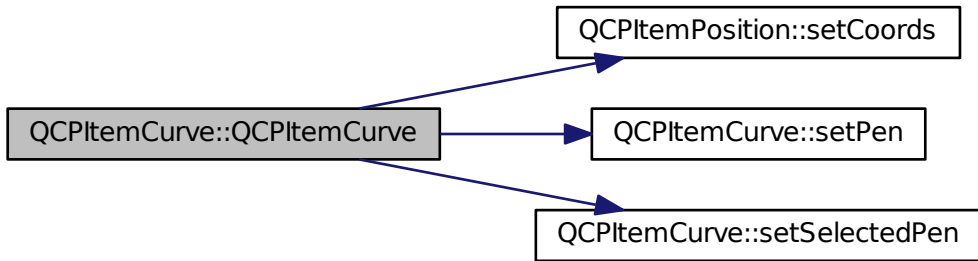 QCPItemPosition::setCoords
QCPItemCurve::QCPItemCurve
QCPItemCurve::setPen
QCPItemCurve::setSelectedPen